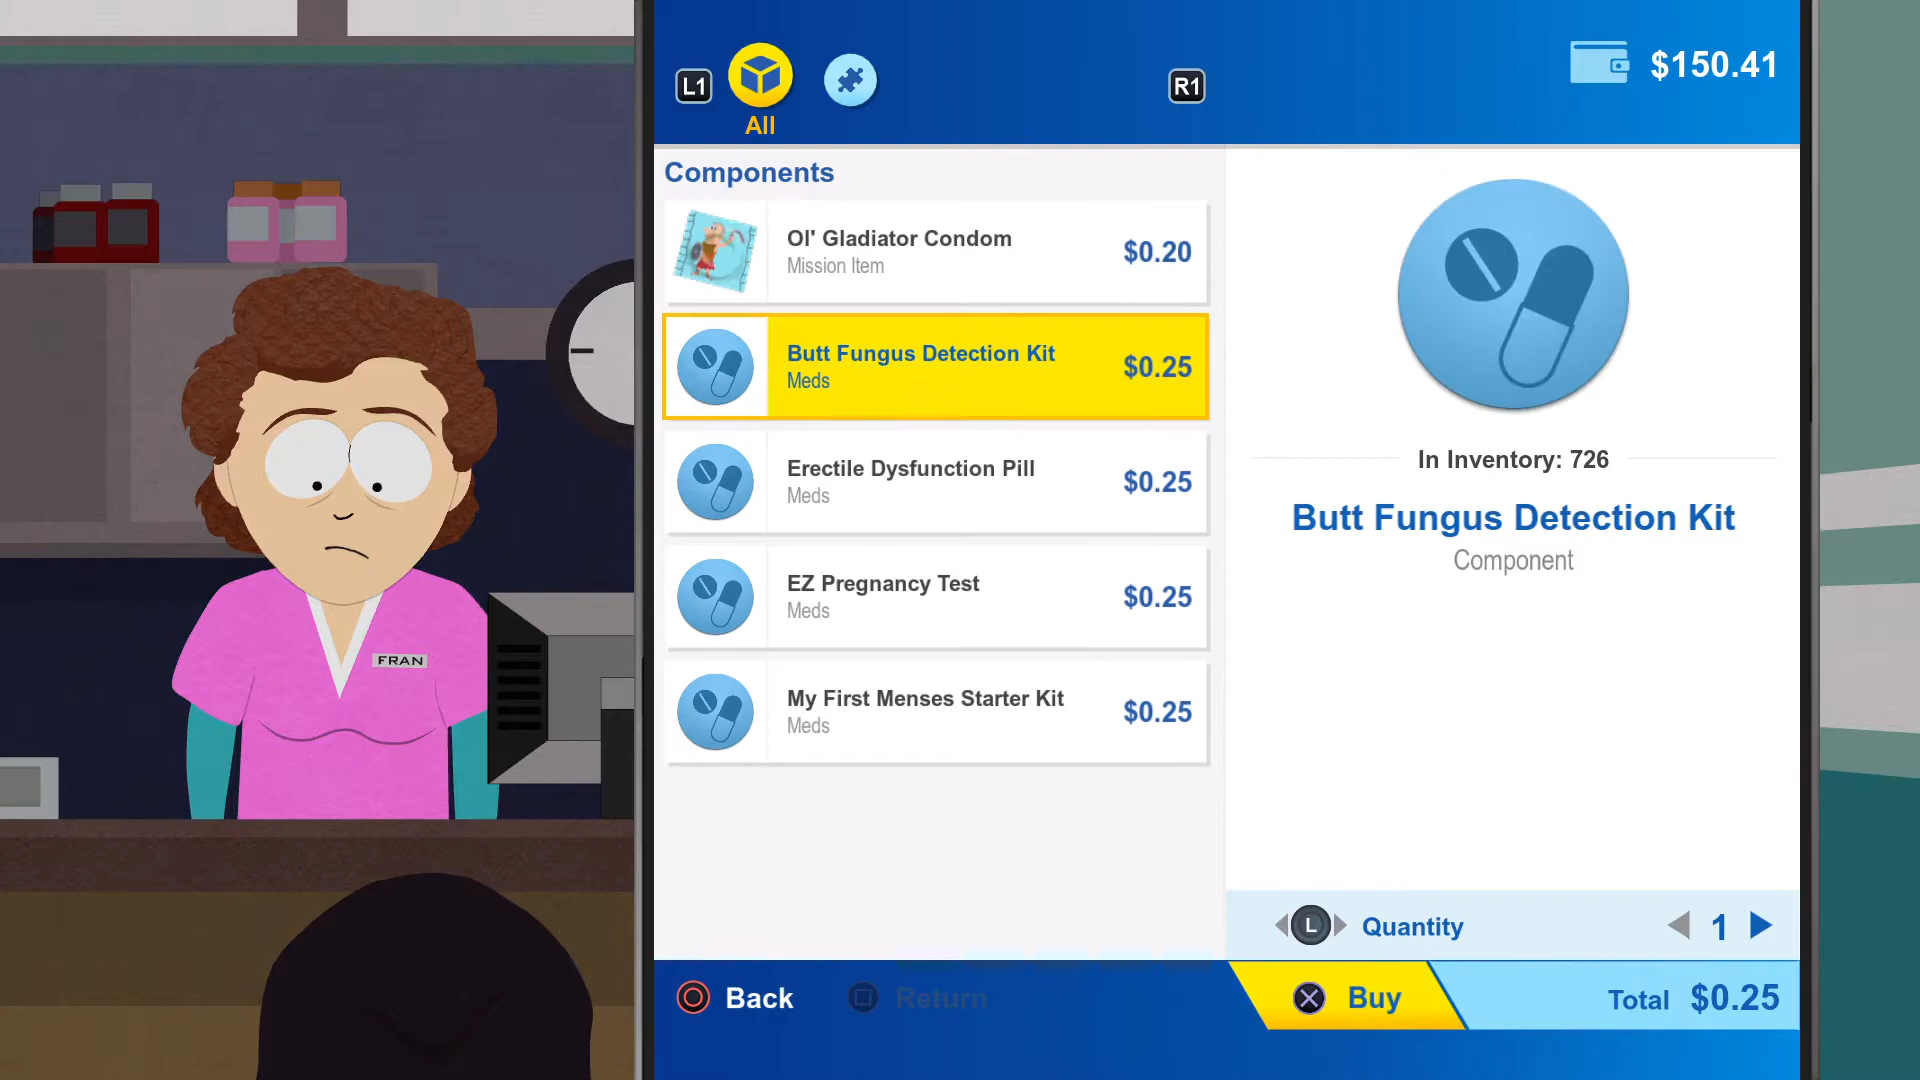 L1
R1
$150.41
All
Components
Ol' Gladiator Condom
Mission Item
$0.20
Butt Fungus Detection Kit
Meds
$0.25
Erectile Dysfunction Pill
Meds
$0.25
EZ Pregnancy Test
Meds
$0.25
My First Menses Starter Kit
Meds
$0.25
In Inventory: 726
Butt Fungus Detection Kit
Component
L Quantity 1
Back
Return
Buy
Total $0.25
FRAN